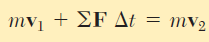 mv₁ + ΣF Δt = mv₂